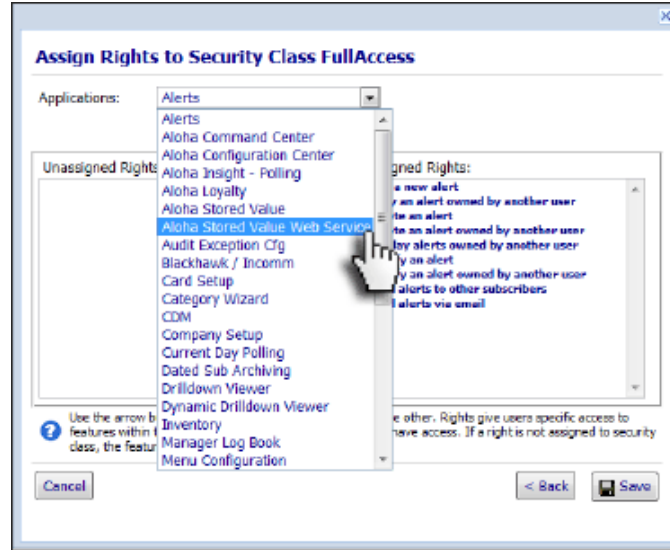 Assign Rights to Security Class FullAccess
Applications:
Alerts
Alerts
Aloha Command Center
Aloha Configuration Center
Aloha Insight - Polling
Aloha Loyalty
Aloha Stored Value
Aloha Stored Value Web Service
Audit Exception Cfg
Blackhawk / Incomm
Card Setup
Category Wizard
CDM
Company Setup
Current Day Polling
Dated Sub Archiving
Drilldown Viewer
Dynamic Drilldown Viewer
Inventory
Manager Log Book
Menu Configuration
Unassigned Right
gned Rights:
a new alert
an alert owned by another user
te an alert
te an alert owned by another user
lay alerts owned by another user
y an alert
y an alert owned by another user
alerts to other subscribers
alerts via email
Use the arrow b
e other. Rights give users specific access to
features within
have access. If a right is not assigned to security
class, the featur
Cancel
< Back
Save